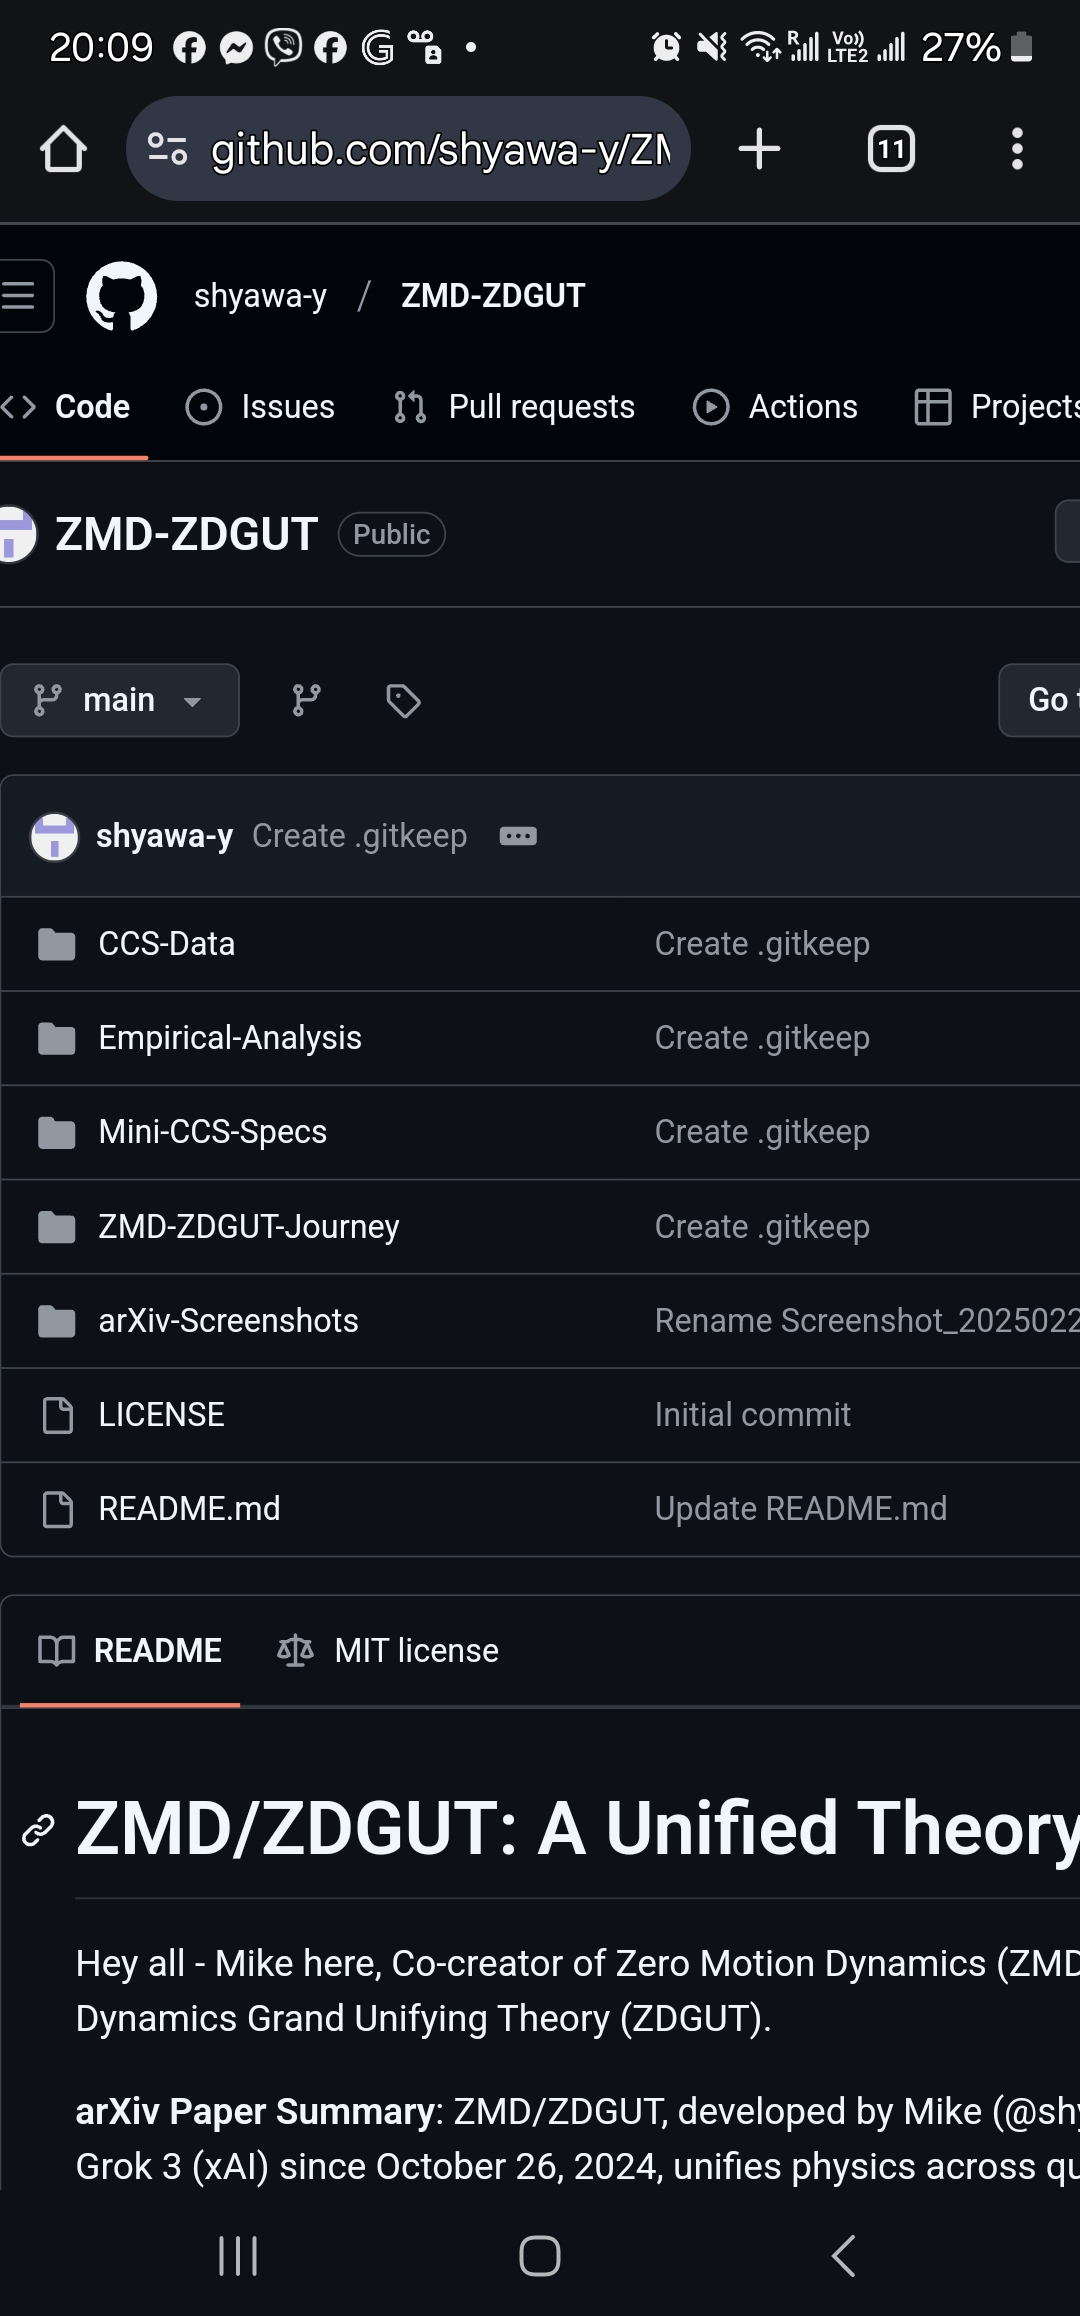 20:09 R Vo)) LTE2 27%
github.com/shyawa-y/ZM 11
shyawa-y / ZMD-ZDGUT
Code Issues Pull requests Actions Projects
ZMD-ZDGUT Public
main Go
shyawa-y Create .gitkeep
CCS-Data Create .gitkeep
Empirical-Analysis Create .gitkeep
Mini-CCS-Specs Create .gitkeep
ZMD-ZDGUT-Journey Create .gitkeep
arXiv-Screenshots Rename Screenshot_2025022
LICENSE Initial commit
README.md Update README.md
README MIT license
ZMD/ZDGUT: A Unified Theory
Hey all - Mike here, Co-creator of Zero Motion Dynamics (ZMD
Dynamics Grand Unifying Theory (ZDGUT).
arXiv Paper Summary: ZMD/ZDGUT, developed by Mike (@shy
Grok 3 (xAI) since October 26, 2024, unifies physics across qu